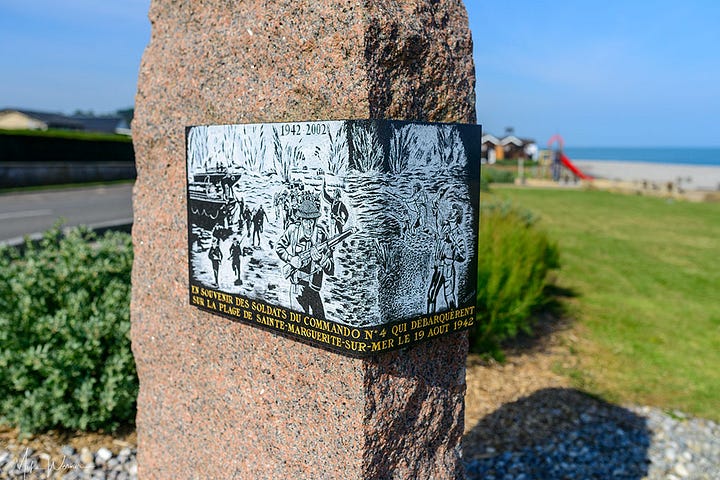 1942-2002
EN SOUVENIR DES SOLDATS DU COMMANDO N°4 QUI DÉBARQUÈRENT
SUR LA PLAGE DE SAINTE-MARGUERITE-SUR-MER LE 19 AOUT 1942